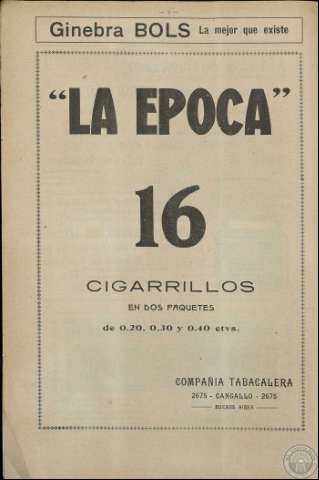 Ginebra BOLS La mejor que existe
"LA EPOCA"
16
CIGARRILLOS
EN DOS PAQUETES
de 0.20, 0.30 y 0.40 ctvs.
COMPAÑIA TABACALERA
2675 - CANGALLO - 2675
BUENOS AIRES